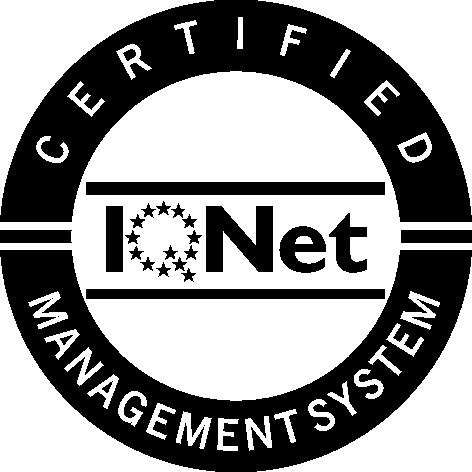 CERTIFIED
IQNet
MANAGEMENT SYSTEM